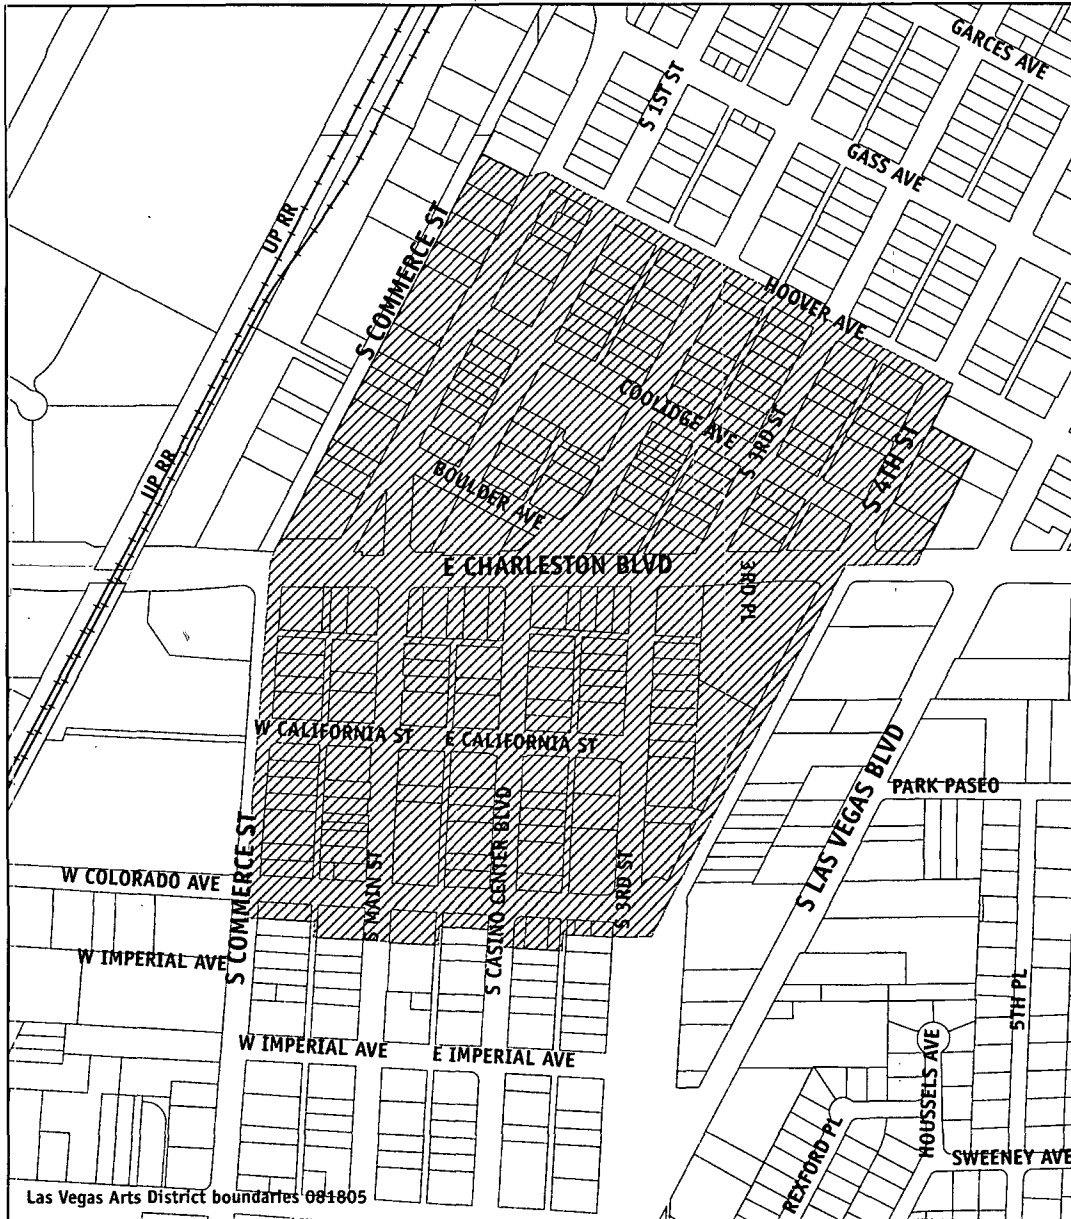 GARCES AVE
S 1ST ST
GASS AVE
UP RR
S COMMERCE ST
HOOVER AVE
COOLIDGE AVE
S 3RD ST
S 4TH ST
UP RR
BOULDER AVE
E CHARLESTON BLVD
3RD PL
W CALIFORNIA ST
E CALIFORNIA ST
S LAS VEGAS BLVD
PARK PASEO
S COMMERCE ST
S MAIN ST
S CASINO CENTER BLVD
S 3RD ST
W COLORADO AVE
W IMPERIAL AVE
5TH PL
W IMPERIAL AVE
E IMPERIAL AVE
HOUSSELS AVE
REXFORD PL
SWEENEY AVE
Las Vegas Arts District boundaries 081805